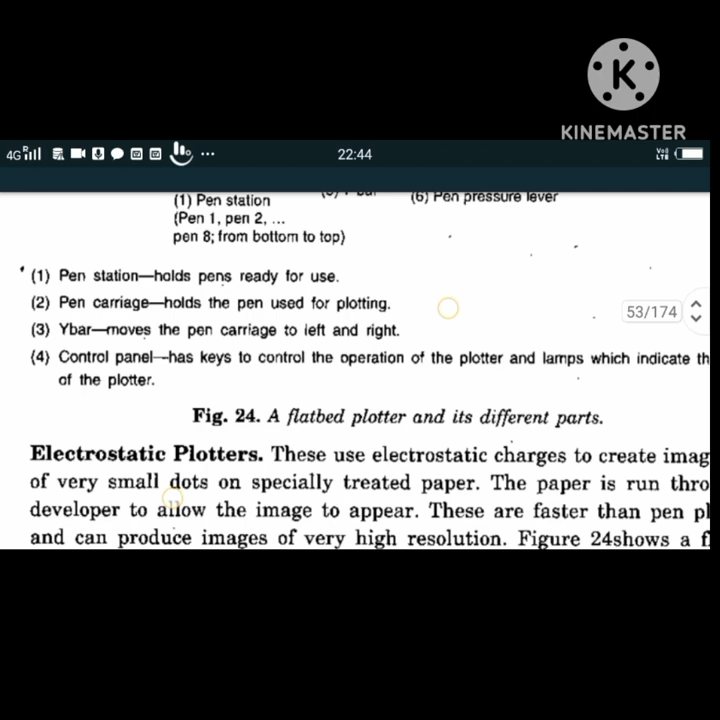 K
KINEMASTER
4G R
22:44
Vo) LTE
(1) Pen station
(6) Pen pressure lever
(Pen 1, pen 2, ...
pen 8; from bottom to top)
(1) Pen station—holds pens ready for use.
(2) Pen carriage—holds the pen used for plotting.
53/174
(3) Ybar—moves the pen carriage to left and right.
(4) Control panel—has keys to control the operation of the plotter and lamps which indicate th
of the plotter.
Fig. 24. A flatbed plotter and its different parts.
Electrostatic Plotters. These use electrostatic charges to create imag
of very small dots on specially treated paper. The paper is run thro
developer to allow the image to appear. These are faster than pen pl
and can produce images of very high resolution. Figure 24shows a f